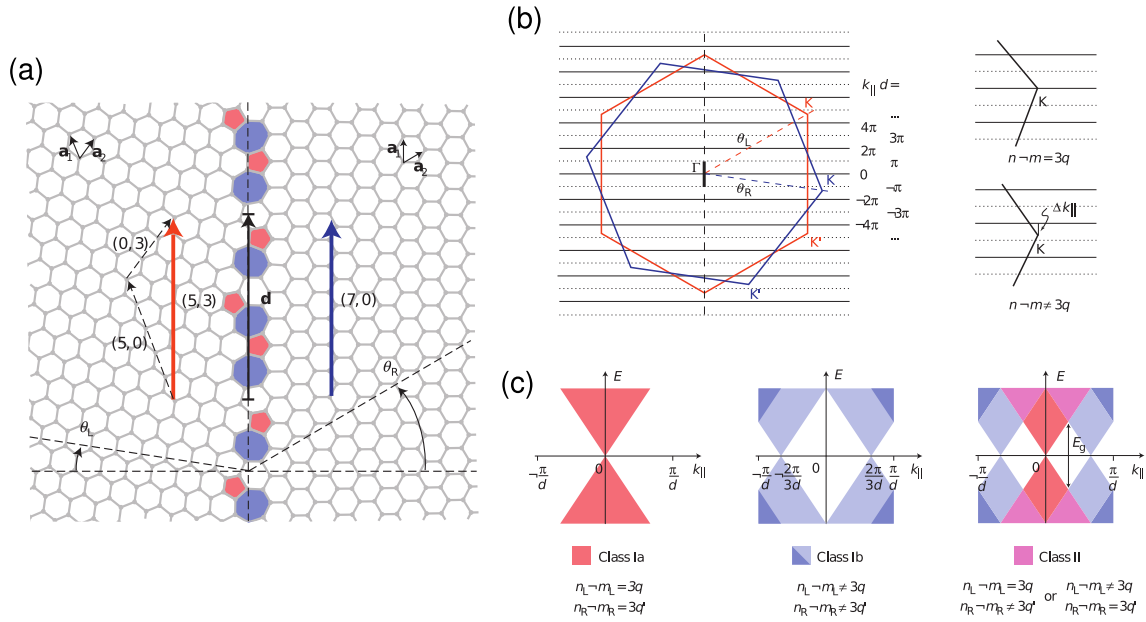 (a)
a₁
a₂
a₁
a₂
(0,3)
(5,3)
(5,0)
d
(7,0)
θL
θR
(b)
k∥ d =
...
4π
3π
2π
π
0
¬π
¬2π
¬3π
¬4π
...
K
θL
Γ
θR
K
K'
K'
K
n¬m=3q
Δk∥
K
n¬m≠3q
(c)
E
¬π/d
0
π/d
k∥
Class Ia
nL¬mL=3q
nR¬mR=3q'
E
¬π/d
¬2π/3d
0
2π/3d
π/d
k∥
Class Ib
nL¬mL≠3q
nR¬mR≠3q'
E
Eg
¬π/d
0
π/d
k∥
Class II
nL¬mL=3q
nR¬mR≠3q'
or
nL¬mL≠3q
nR¬mR=3q'